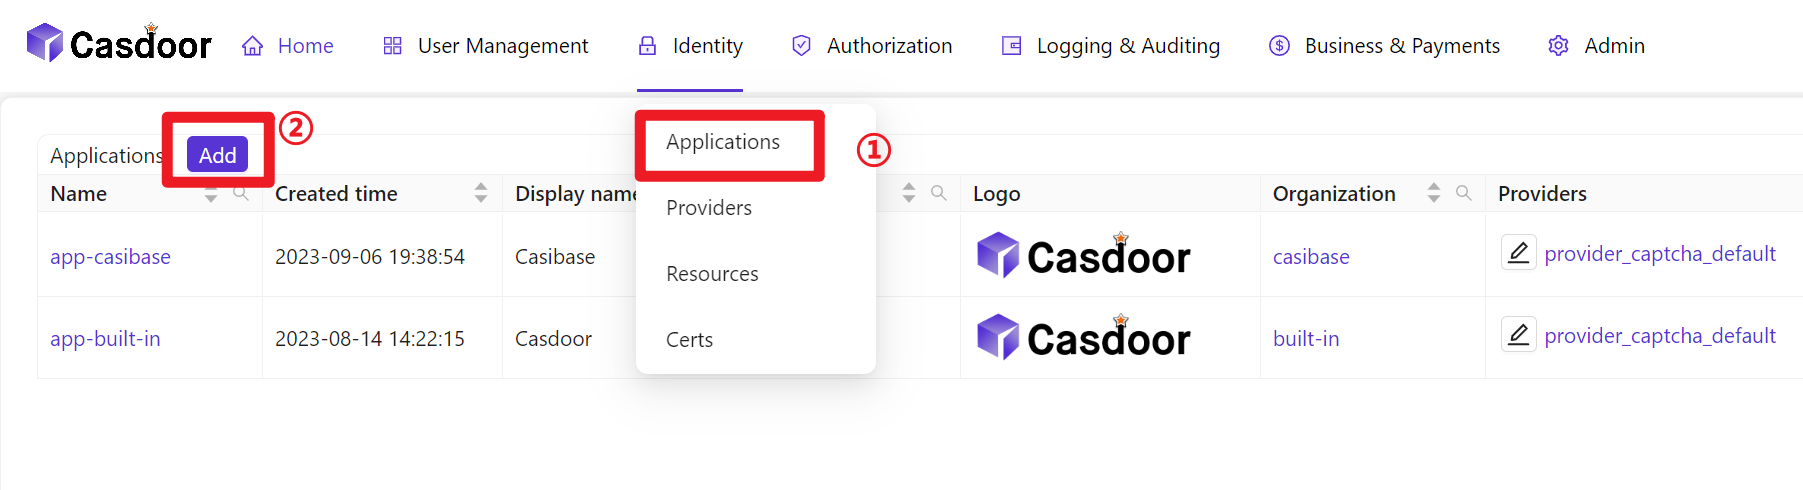 Casdoor Home User Management Identity Authorization Logging & Auditing Business & Payments Admin
Applications Add ② Applications ①
Name Created time Display name Logo Organization Providers
Providers
app-casibase 2023-09-06 19:38:54 Casibase Casdoor casibase provider_captcha_default
Resources
app-built-in 2023-08-14 14:22:15 Casdoor Casdoor built-in provider_captcha_default
Certs